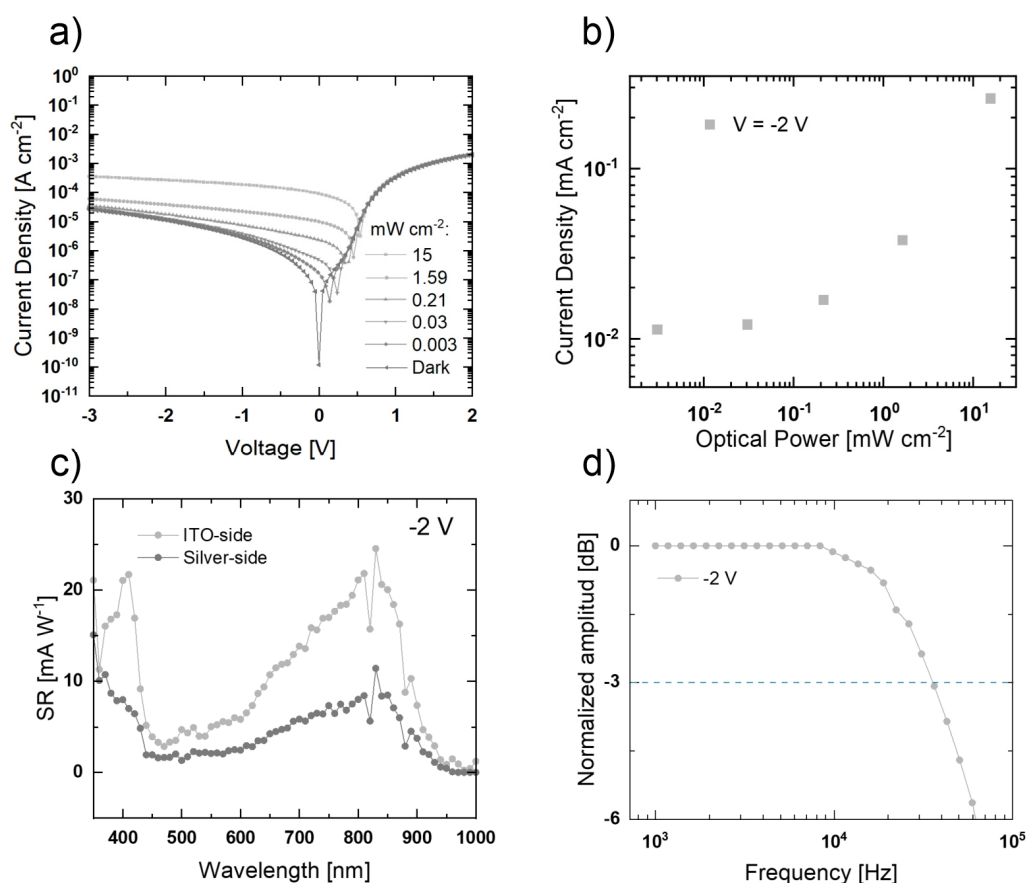 a)
Current Density [A cm⁻²]
10⁰
10⁻¹
10⁻²
10⁻³
10⁻⁴
10⁻⁵
10⁻⁶
10⁻⁷
10⁻⁸
10⁻⁹
10⁻¹⁰
10⁻¹¹
mW cm⁻²:
15
1.59
0.21
0.03
0.003
Dark
-3 -2 -1 0 1 2
Voltage [V]
b)
Current Density [mA cm⁻²]
V = -2 V
10⁻¹
10⁻²
10⁻² 10⁻¹ 10⁰ 10¹
Optical Power [mW cm⁻²]
c)
SR [mA W⁻¹]
30
20
10
0
ITO-side
Silver-side
-2 V
400 500 600 700 800 900 1000
Wavelength [nm]
d)
Normalized amplitud [dB]
0
-3
-6
-2 V
10³ 10⁴ 10⁵
Frequency [Hz]